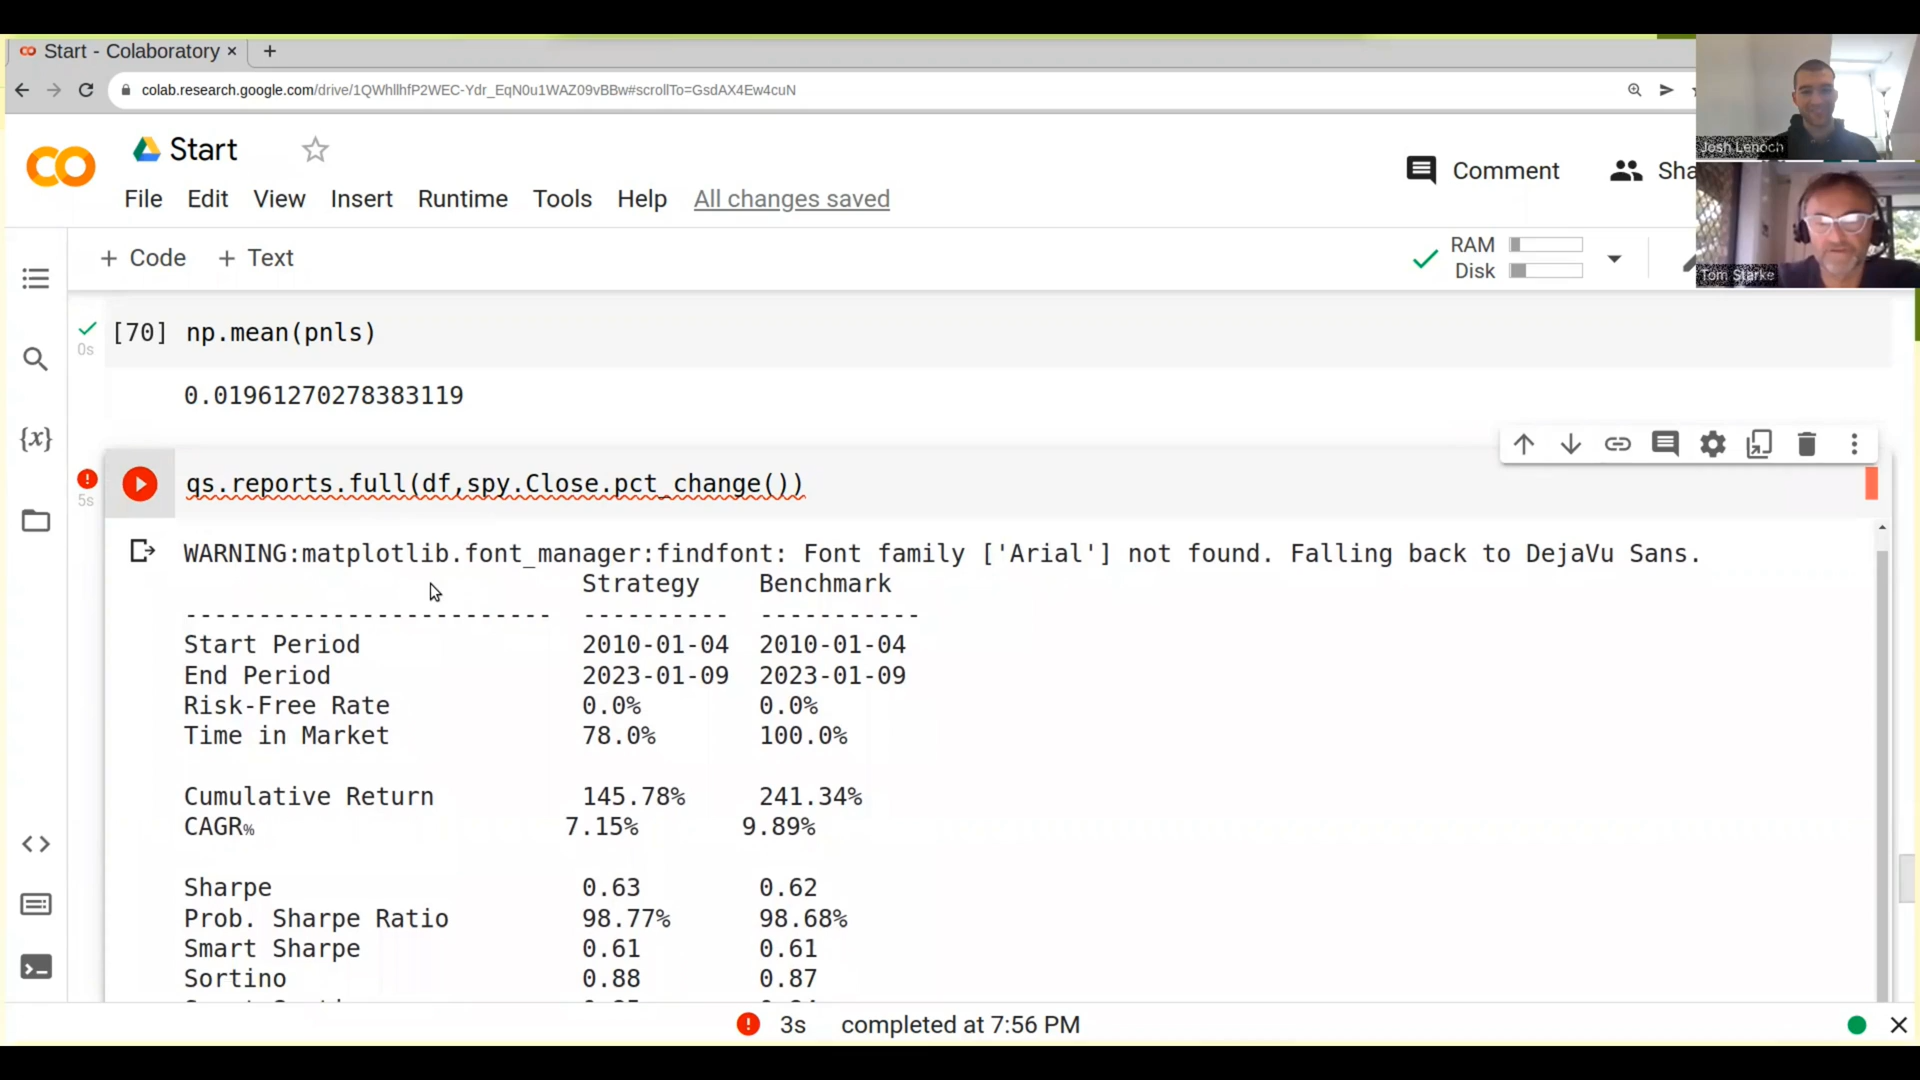 Start - Colaboratory
colab.research.google.com/drive/1QWhllhfP2WEC-Ydr_EqN0u1WAZ09vBBw#scrollTo=GsdAX4Ew4cuN
Start
File Edit View Insert Runtime Tools Help All changes saved
Comment
Sha
Josh Lenoch
Tom Starke
+ Code + Text
RAM
Disk
[70] np.mean(pnls)
0s
0.01961270278383119
qs.reports.full(df,spy.Close.pct_change())
5s
WARNING:matplotlib.font_manager:findfont: Font family ['Arial'] not found. Falling back to DejaVu Sans.
Strategy Benchmark
------------------------- ---------- -----------
Start Period 2010-01-04 2010-01-04
End Period 2023-01-09 2023-01-09
Risk-Free Rate 0.0% 0.0%
Time in Market 78.0% 100.0%
Cumulative Return 145.78% 241.34%
CAGR﹪ 7.15% 9.89%
Sharpe 0.63 0.62
Prob. Sharpe Ratio 98.77% 98.68%
Smart Sharpe 0.61 0.61
Sortino 0.88 0.87
3s completed at 7:56 PM